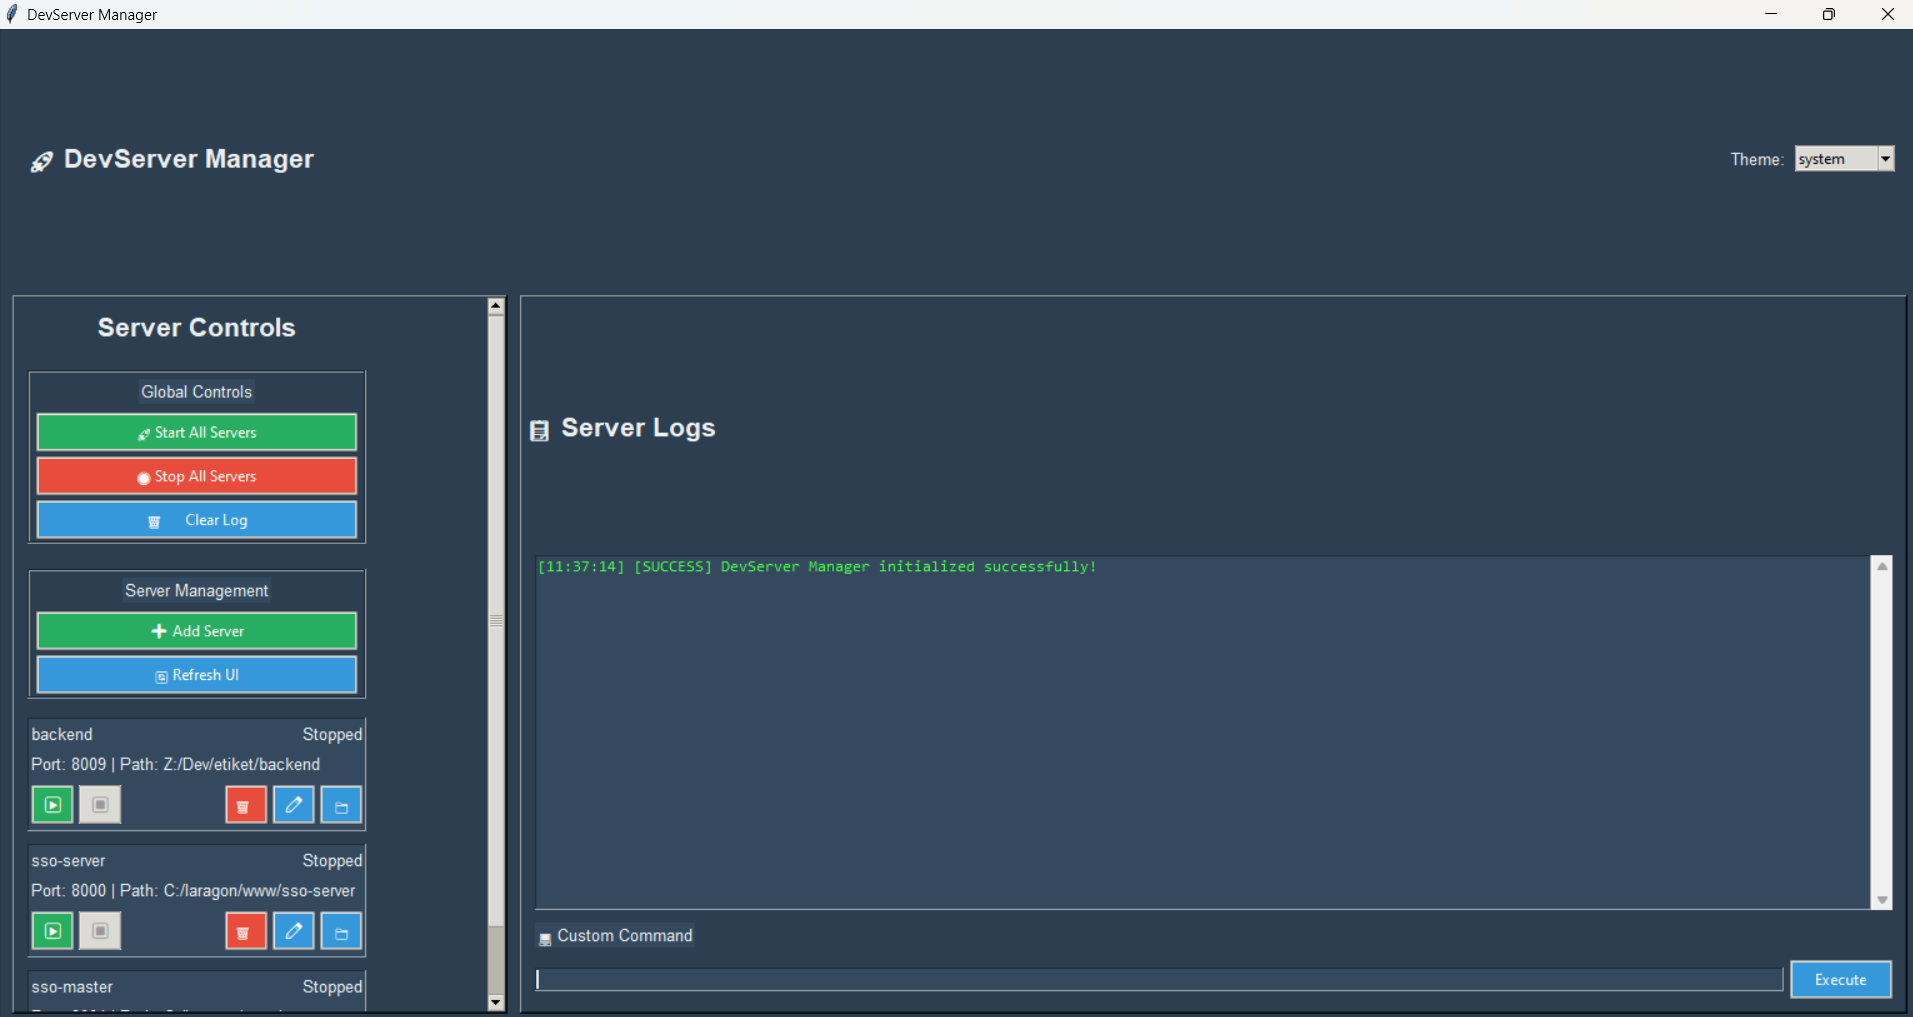 DevServer Manager
DevServer Manager
Theme: system
Server Controls
Global Controls
Start All Servers
Stop All Servers
Clear Log
Server Management
Add Server
Refresh UI
backend Stopped
Port: 8009 | Path: Z:/Dev/etiket/backend
sso-server Stopped
Port: 8000 | Path: C:/laragon/www/sso-server
sso-master Stopped
Server Logs
[11:37:14] [SUCCESS] DevServer Manager initialized successfully!
Custom Command
Execute